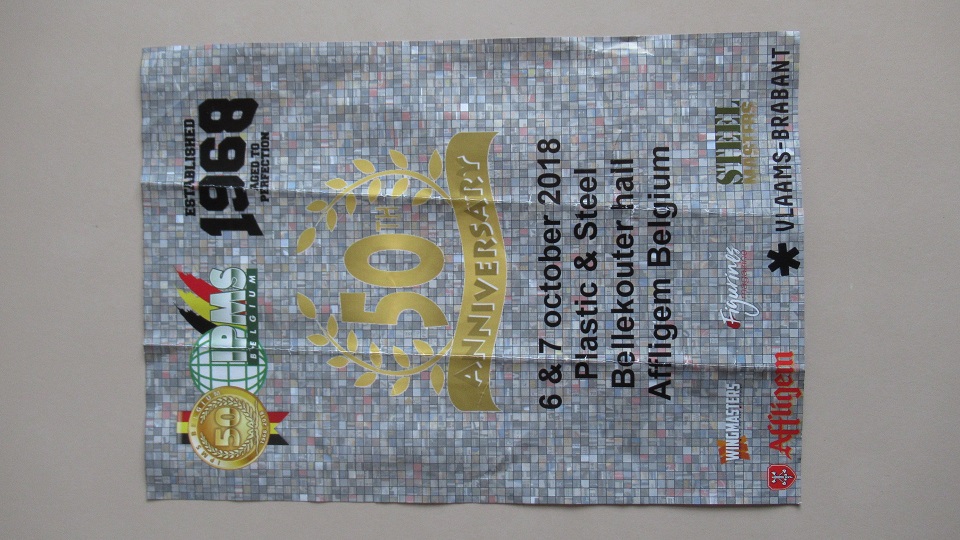 50
IPMS
BELGIUM
ESTABLISHED
1968
AGED TO
PERFECTION
50TH
ANNIVERSARY
6 & 7 october 2018
Plastic & Steel
Bellekouter hall
Affligem Belgium
WINGMASTERS
Figurines
STEEL
MASTERS
Affligem
VLAAMS-BRABANT